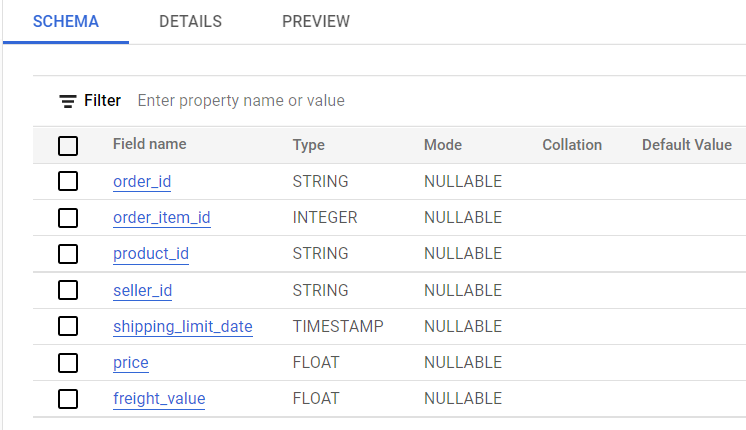 SCHEMA DETAILS PREVIEW
Filter Enter property name or value
Field name Type Mode Collation Default Value
order_id STRING NULLABLE
order_item_id INTEGER NULLABLE
product_id STRING NULLABLE
seller_id STRING NULLABLE
shipping_limit_date TIMESTAMP NULLABLE
price FLOAT NULLABLE
freight_value FLOAT NULLABLE